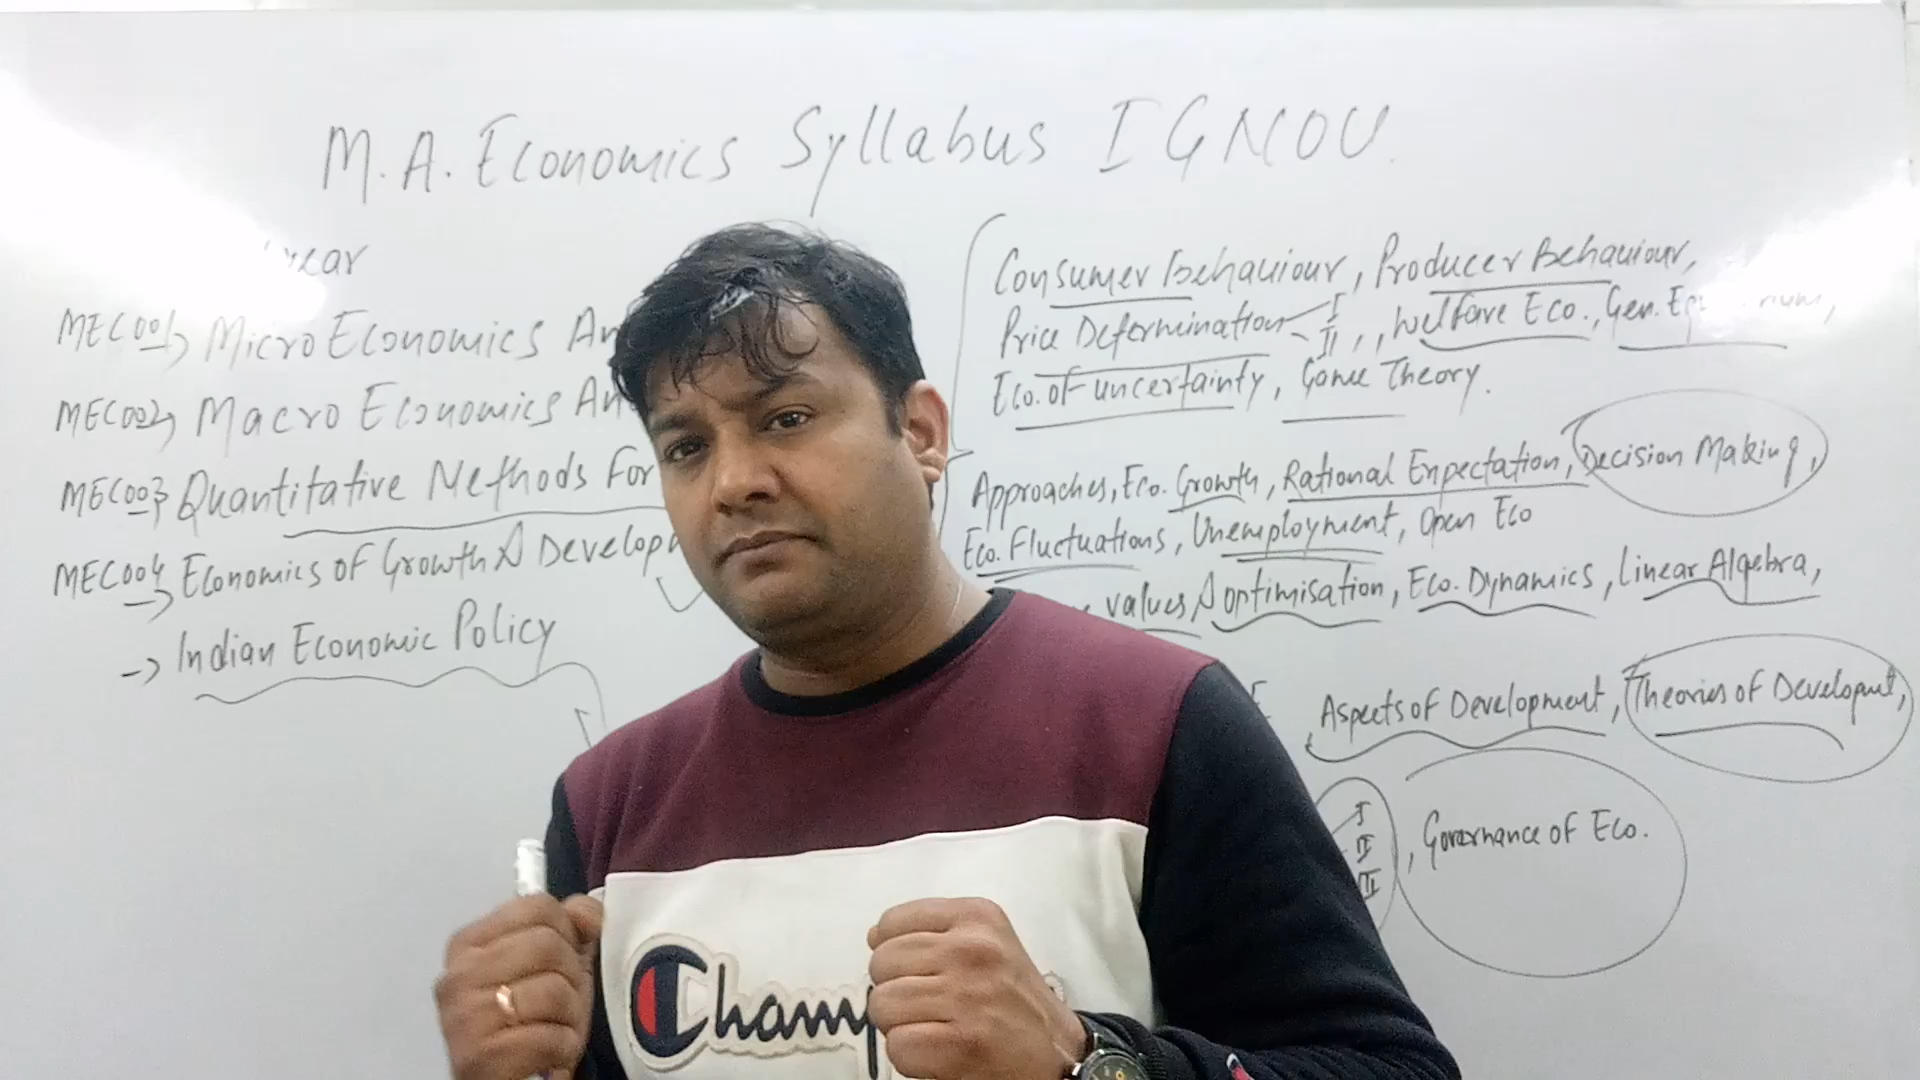 M.A. Economics Syllabus IGNOU.
year
MEC001 → Micro Economics An
MEC002 → Macro Economics An
MEC003 Quantitative Methods For
MEC004 → Economics of Growth & Develop
→ Indian Economic Policy
Consumer Behaviour, Producer Behaviour,
Price Determination I II, Welfare Eco., Gen. Eq
Eco. of uncertainty, Game Theory.
Approaches, Eco. Growth, Rational Expectation, Decision Making,
Eco. Fluctuations, Unemployment, Open Eco
values & optimisation, Eco. Dynamics, Linear Algebra,
Aspects of Development, Theories of Developmt,
I
II
III
, Governance of Eco.
Champ